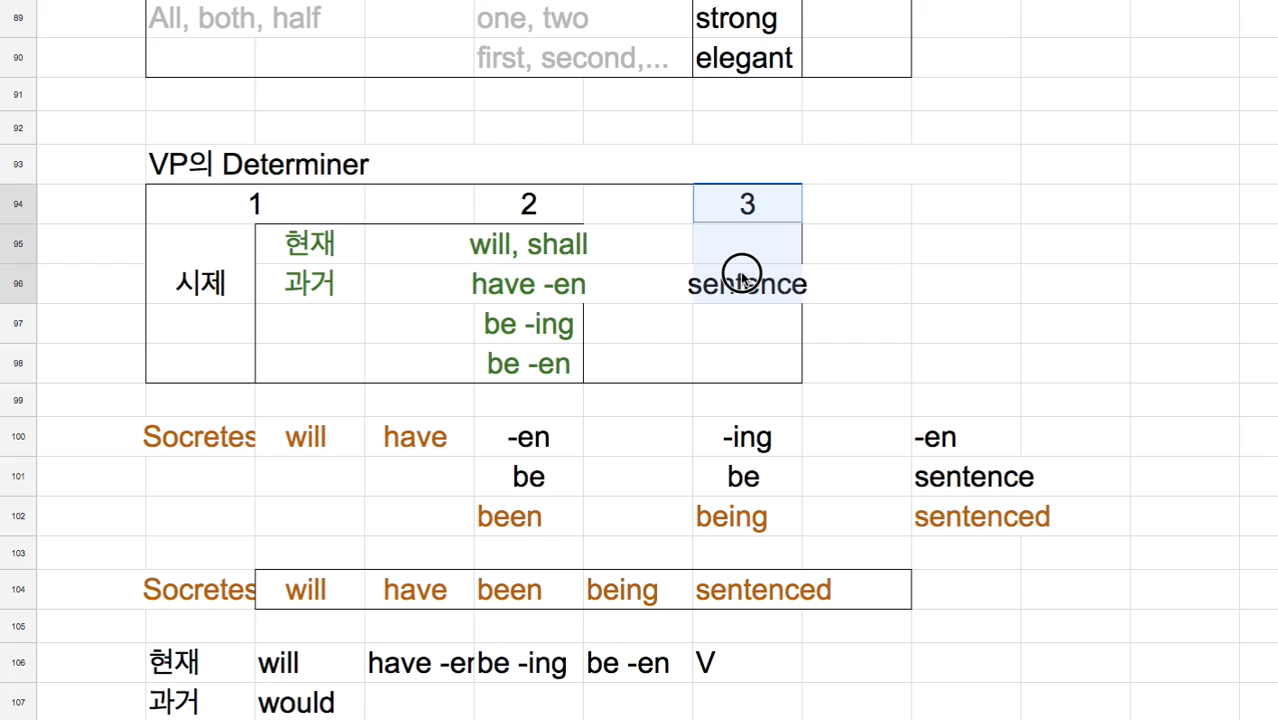 89 All, both, half one, two strong
90 first, second,... elegant
91
92
93 VP의 Determiner
94 1 2 3
95 현재 will, shall
96 시제 과거 have -en sentence
97 be -ing
98 be -en
99
100 Socretes will have -en -ing -en
101 be be sentence
102 been being sentenced
103
104 Socretes will have been being sentenced
105
106 현재 will have -en be -ing be -en V
107 과거 would